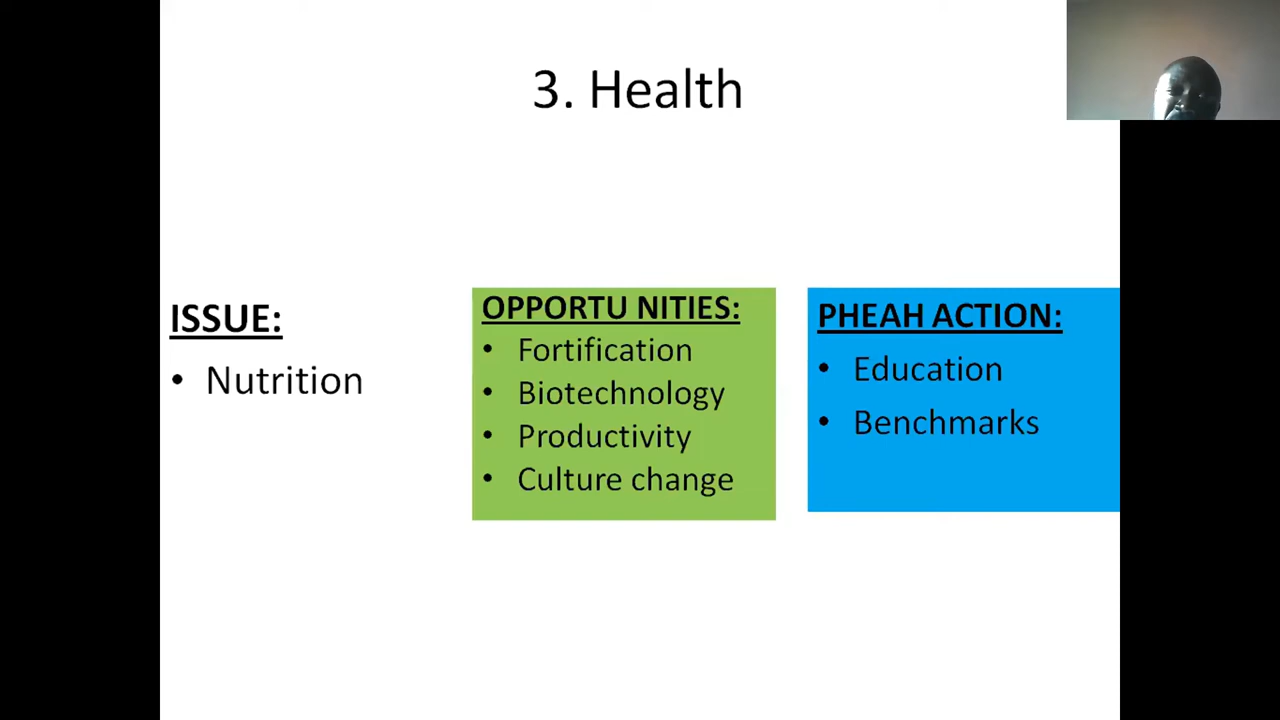 3. Health
ISSUE:
• Nutrition
OPPORTU NITIES:
• Fortification
• Biotechnology
• Productivity
• Culture change
PHEAH ACTION:
• Education
• Benchmarks